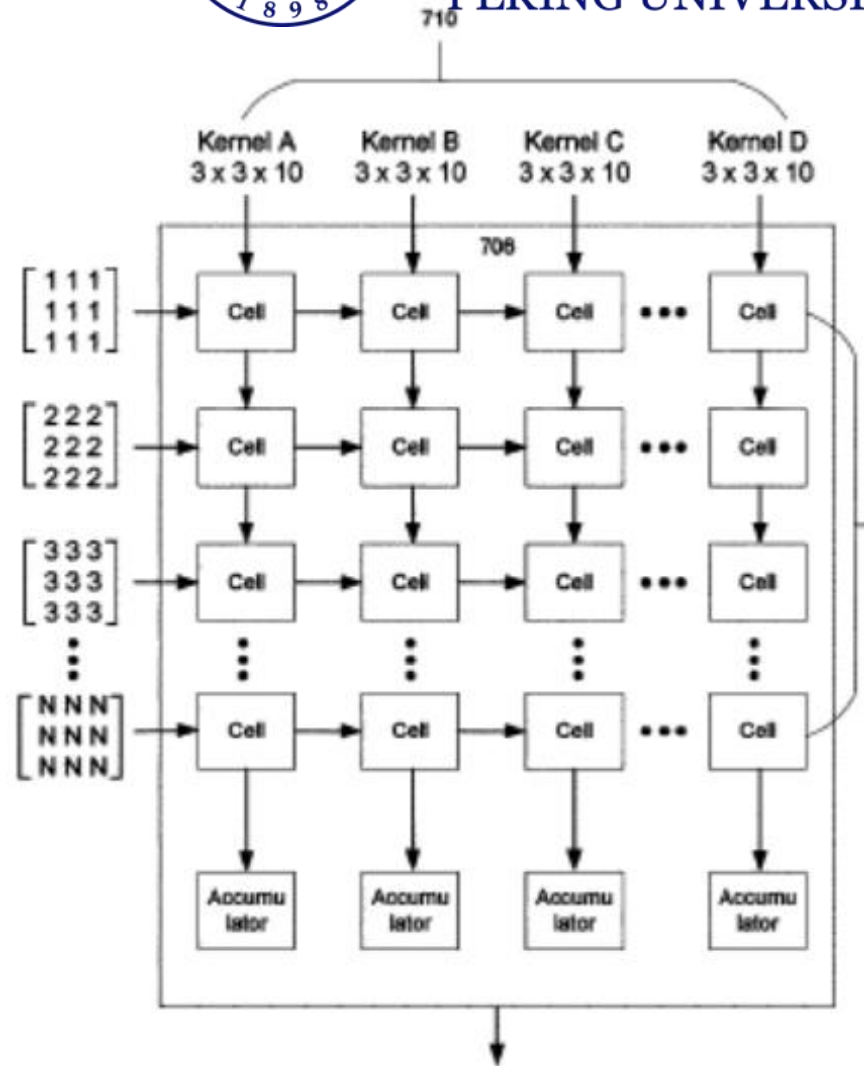 1898
710
Kernel A Kernel B Kernel C Kernel D
3 x 3 x 10 3 x 3 x 10 3 x 3 x 10 3 x 3 x 10
706
1 1 1
1 1 1
1 1 1
Cell Cell Cell Cell
2 2 2
2 2 2
2 2 2
Cell Cell Cell Cell
3 3 3
3 3 3
3 3 3
Cell Cell Cell Cell
N N N
N N N
N N N
Cell Cell Cell Cell
Accumu Accumu Accumu Accumu
lator lator lator lator